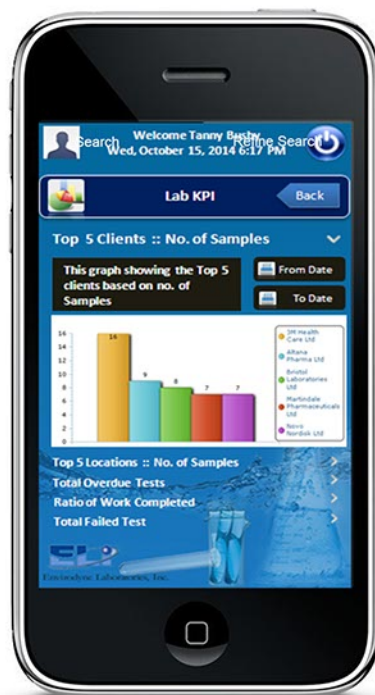 Search
Welcome Tanny Busby
Refine Search
Wed, October 15, 2014 6:17 PM
Lab KPI
Back
Top 5 Clients :: No. of Samples
This graph showing the Top 5
clients based on no. of
Samples
From Date
To Date
16
14
12
10
8
6
4
2
0
16
9
8
7
7
3M Health
Care Ltd
Altana
Pharma Ltd
Bristol
Laboratories
Ltd
Martindale
Pharmaceuticals
Ltd
Novo
Nordisk Ltd
Top 5 Locations :: No. of Samples
Total Overdue Tests
Ratio of Work Completed
Total Failed Test
ELI
Envirodyne Laboratories, Inc.